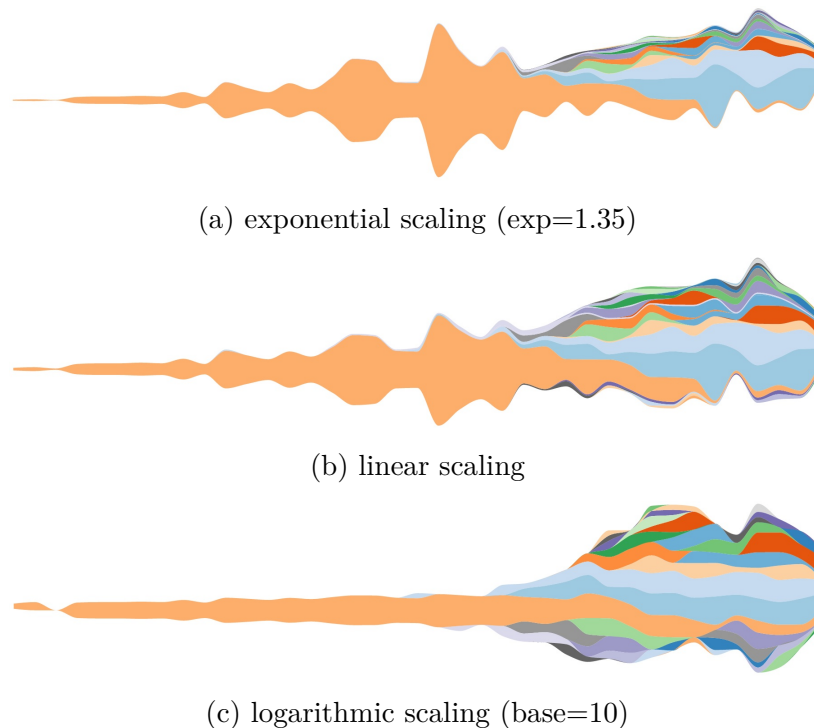 (a) exponential scaling (exp=1.35)
(b) linear scaling
(c) logarithmic scaling (base=10)